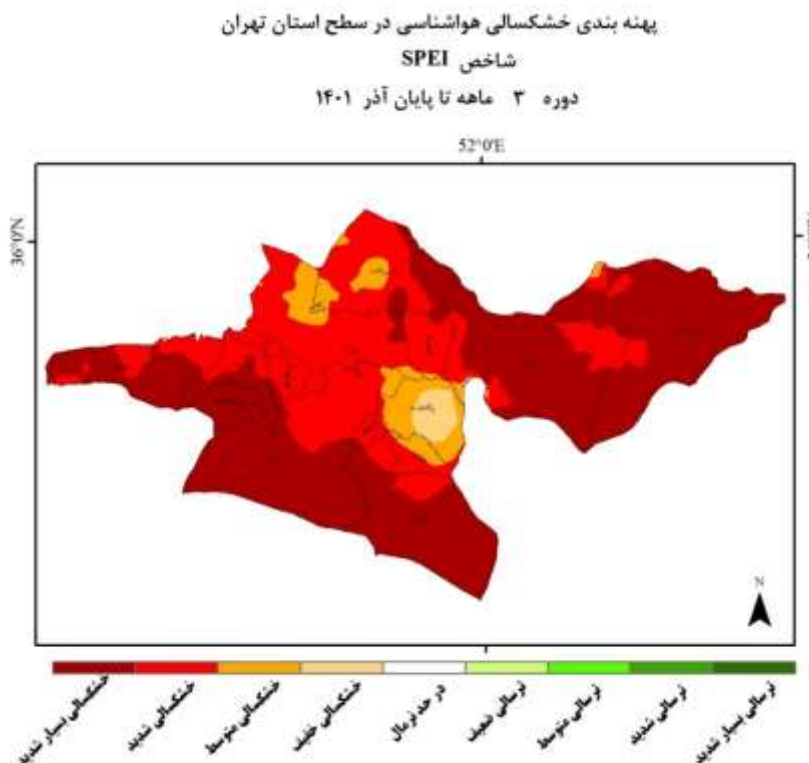 پهنه بندی خشکسالی هواشناسی در سطح استان تهران
شاخص SPEI
دوره ۳ ماهه تا پایان آذر ۱۴۰۱
52°0'E
36°0'N
N
خشکسالی بسیار شدید
خشکسالی شدید
خشکسالی متوسط
خشکسالی خفیف
در حد نرمال
ترسالی خفیف
ترسالی متوسط
ترسالی شدید
ترسالی بسیار شدید